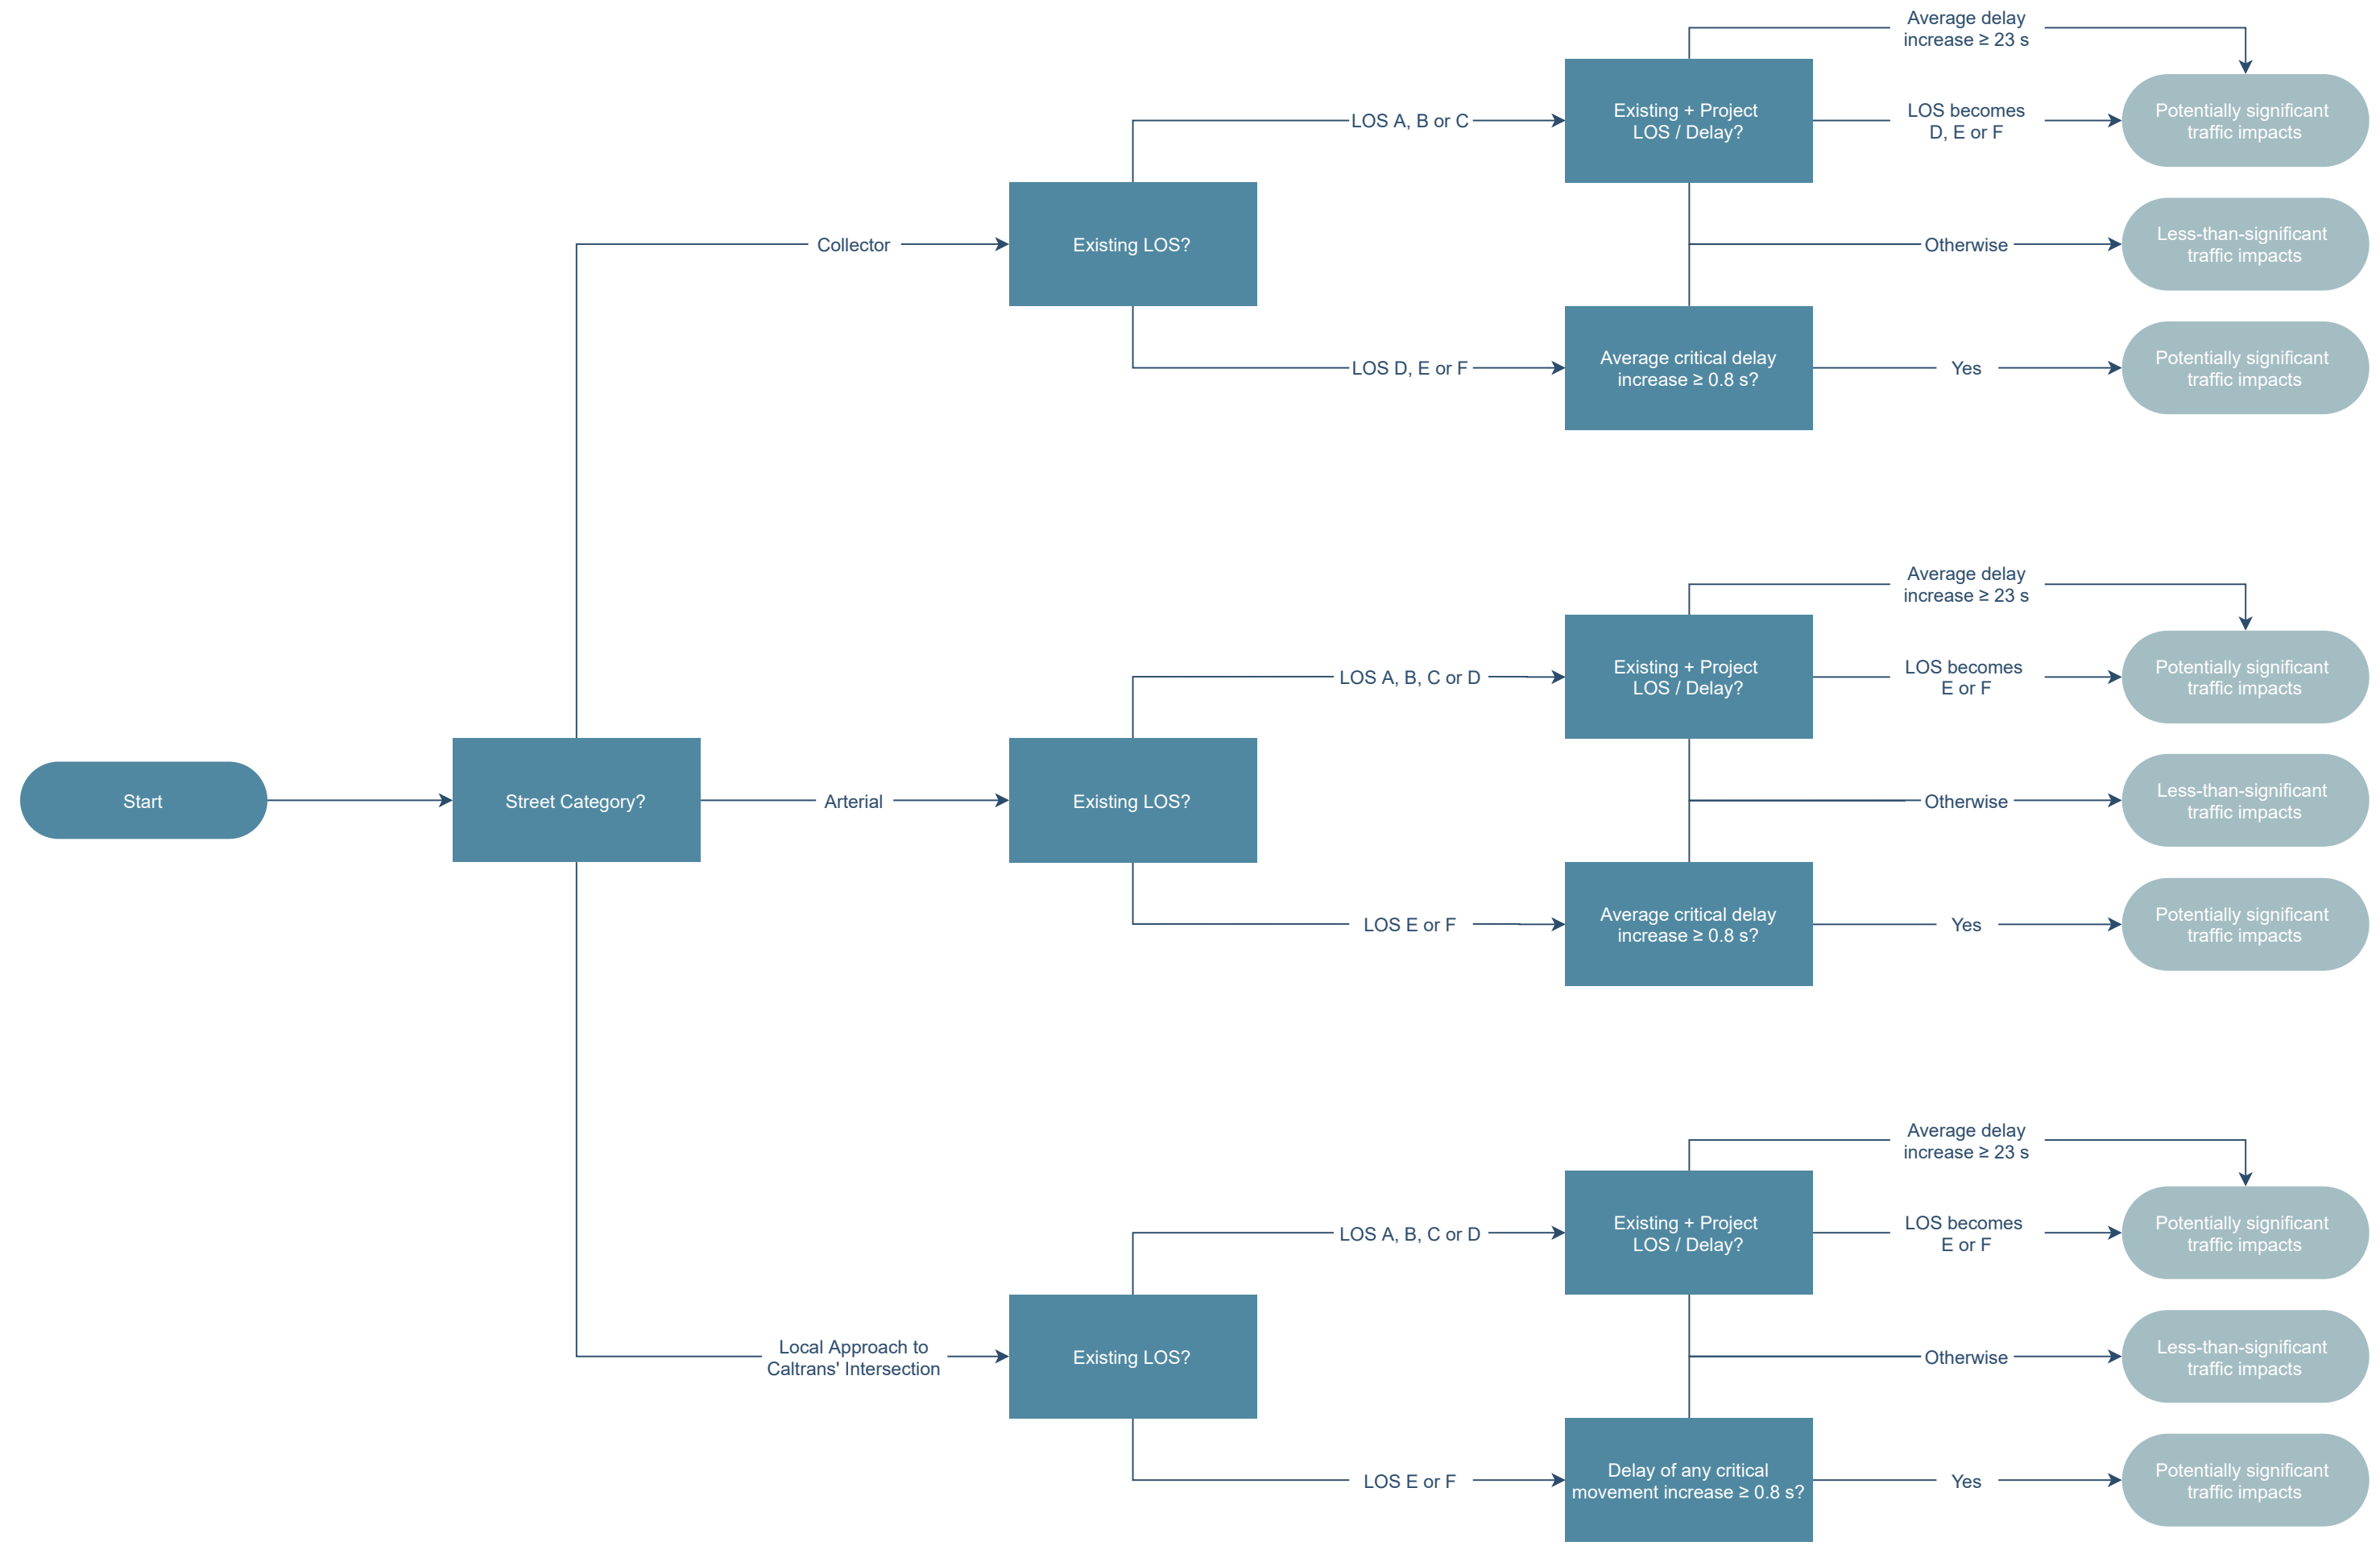 Start
Street Category?
Collector
Existing LOS?
LOS A, B or C
Existing + Project
LOS / Delay?
Average delay
increase ≥ 23 s
LOS becomes
D, E or F
Potentially significant
traffic impacts
Otherwise
Less-than-significant
traffic impacts
LOS D, E or F
Average critical delay
increase ≥ 0.8 s?
Yes
Potentially significant
traffic impacts
Arterial
Existing LOS?
LOS A, B, C or D
Existing + Project
LOS / Delay?
Average delay
increase ≥ 23 s
LOS becomes
E or F
Potentially significant
traffic impacts
Otherwise
Less-than-significant
traffic impacts
LOS E or F
Average critical delay
increase ≥ 0.8 s?
Yes
Potentially significant
traffic impacts
Local Approach to
Caltrans' Intersection
Existing LOS?
LOS A, B, C or D
Existing + Project
LOS / Delay?
Average delay
increase ≥ 23 s
LOS becomes
E or F
Potentially significant
traffic impacts
Otherwise
Less-than-significant
traffic impacts
LOS E or F
Delay of any critical
movement increase ≥ 0.8 s?
Yes
Potentially significant
traffic impacts